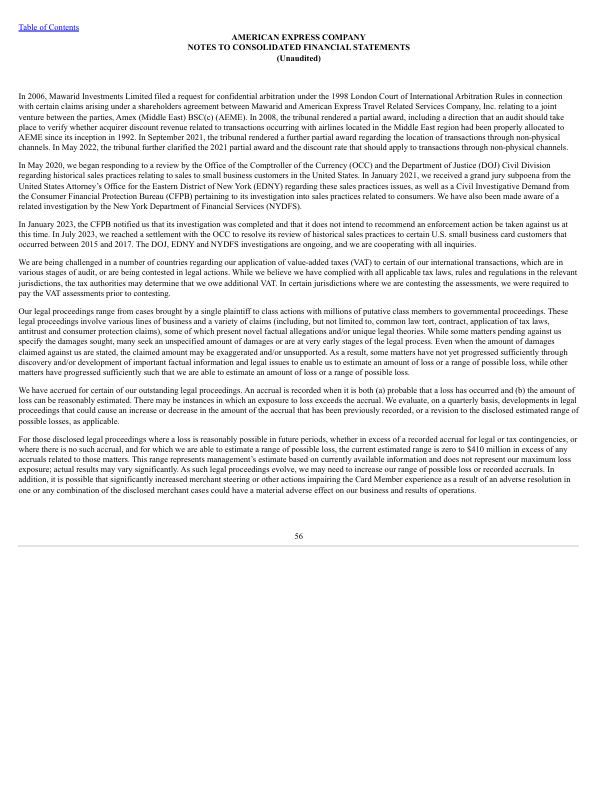 Table of Contents
AMERICAN EXPRESS COMPANY
NOTES TO CONSOLIDATED FINANCIAL STATEMENTS
(Unaudited)
In 2006, Mawarid Investments Limited filed a request for confidential arbitration under the 1998 London Court of International Arbitration Rules in connection
with certain claims arising under a shareholders agreement between Mawarid and American Express Travel Related Services Company, Inc. relating to a joint
venture between the parties, Amex (Middle East) BSC(c) (AEME). In 2008, the tribunal rendered a partial award, including a direction that an audit should take
place to verify whether acquirer discount revenue related to transactions occurring with airlines located in the Middle East region had been properly allocated to
AEME since its inception in 1992. In September 2021, the tribunal rendered a further partial award regarding the location of transactions through non-physical
channels. In May 2022, the tribunal further clarified the 2021 partial award and the discount rate that should apply to transactions through non-physical channels.
In May 2020, we began responding to a review by the Office of the Comptroller of the Currency (OCC) and the Department of Justice (DOJ) Civil Division
regarding historical sales practices relating to sales to small business customers in the United States. In January 2021, we received a grand jury subpoena from the
United States Attorney's Office for the Eastern District of New York (EDNY) regarding these sales practices issues, as well as a Civil Investigative Demand from
the Consumer Financial Protection Bureau (CFPB) pertaining to its investigation into sales practices related to consumers. We have also been made aware of a
related investigation by the New York Department of Financial Services (NYDFS).
In January 2023, the CFPB notified us that its investigation was completed and that it does not intend to recommend an enforcement action be taken against us at
this time. In July 2023, we reached a settlement with the OCC to resolve its review of historical sales practices to certain U.S. small business card customers that
occurred between 2015 and 2017. The DOJ, EDNY and NYDFS investigations are ongoing, and we are cooperating with all inquiries.
We are being challenged in a number of countries regarding our application of value-added taxes (VAT) to certain of our international transactions, which are in
various stages of audit, or are being contested in legal actions. While we believe we have complied with all applicable tax laws, rules and regulations in the relevant
jurisdictions, the tax authorities may determine that we owe additional VAT. In certain jurisdictions where we are contesting the assessments, we were required to
pay the VAT assessments prior to contesting.
Our legal proceedings range from cases brought by a single plaintiff to class actions with millions of putative class members to governmental proceedings. These
legal proceedings involve various lines of business and a variety of claims (including, but not limited to, common law tort, contract, application of tax laws,
antitrust and consumer protection claims), some of which present novel factual allegations and/or unique legal theories. While some matters pending against us
specify the damages sought, many seek an unspecified amount of damages or are at very early stages of the legal process. Even when the amount of damages
claimed against us are stated, the claimed amount may be exaggerated and/or unsupported. As a result, some matters have not yet progressed sufficiently through
discovery and/or development of important factual information and legal issues to enable us to estimate an amount of loss or a range of possible loss, while other
matters have progressed sufficiently such that we are able to estimate an amount of loss or a range of possible loss.
We have accrued for certain of our outstanding legal proceedings. An accrual is recorded when it is both (a) probable that a loss has occurred and (b) the amount of
loss can be reasonably estimated. There may be instances in which an exposure to loss exceeds the accrual. We evaluate, on a quarterly basis, developments in legal
proceedings that could cause an increase or decrease in the amount of the accrual that has been previously recorded, or a revision to the disclosed estimated range of
possible losses, as applicable.
For those disclosed legal proceedings where a loss is reasonably possible in future periods, whether in excess of a recorded accrual for legal or tax contingencies, or
where there is no such accrual, and for which we are able to estimate a range of possible loss, the current estimated range is zero to $410 million in excess of any
accruals related to those matters. This range represents management's estimate based on currently available information and does not represent our maximum loss
exposure; actual results may vary significantly. As such legal proceedings evolve, we may need to increase our range of possible loss or recorded accruals. In
addition, it is possible that significantly increased merchant steering or other actions impairing the Card Member experience as a result of an adverse resolution in
one or any combination of the disclosed merchant cases could have a material adverse effect on our business and results of operations.
56